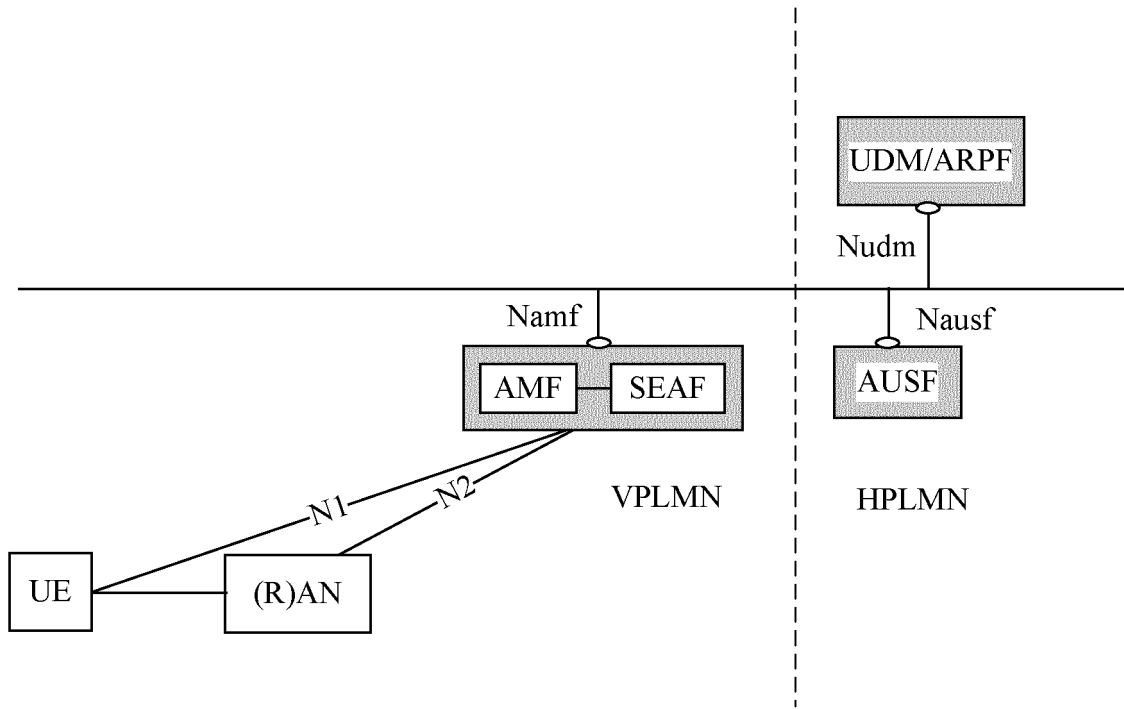 UDM/ARPF
Nudm
Namf
Nausf
AMF
SEAF
AUSF
N1
N2
VPLMN
HPLMN
UE
(R)AN